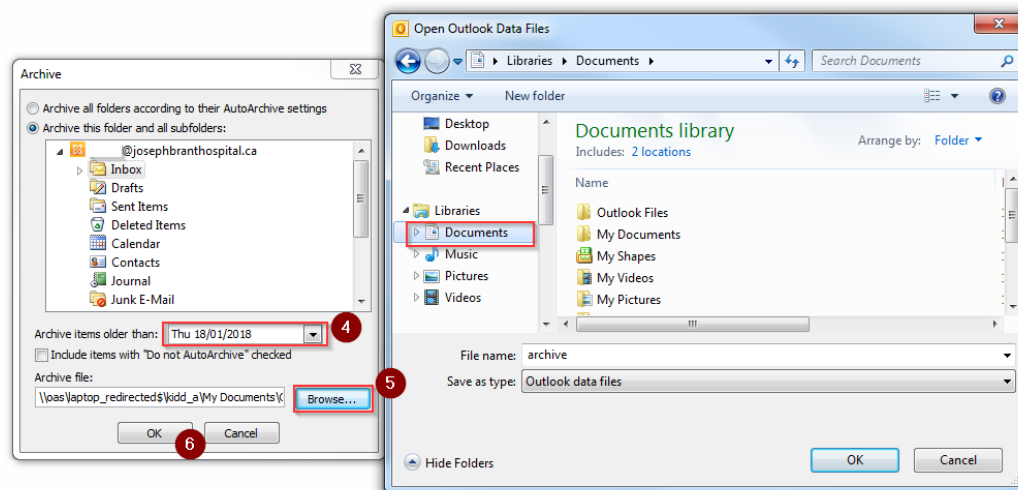 Archive
Archive all folders according to their AutoArchive settings
Archive this folder and all subfolders:
@josephbranthospital.ca
Inbox
Drafts
Sent Items
Deleted Items
Calendar
Contacts
Journal
Junk E-Mail
Archive items older than: Thu 18/01/2018
4
Include items with "Do not AutoArchive" checked
Archive file:
\\oas\laptop_redirected$\kidd_a\My Documents\
Browse...
5
OK
Cancel
6
Open Outlook Data Files
Libraries
Documents
Search Documents
Organize
New folder
Desktop
Downloads
Recent Places
Libraries
Documents
Music
Pictures
Videos
Documents library
Includes: 2 locations
Arrange by: Folder
Name
Outlook Files
My Documents
My Shapes
My Videos
My Pictures
File name: archive
Save as type: Outlook data files
Hide Folders
OK
Cancel